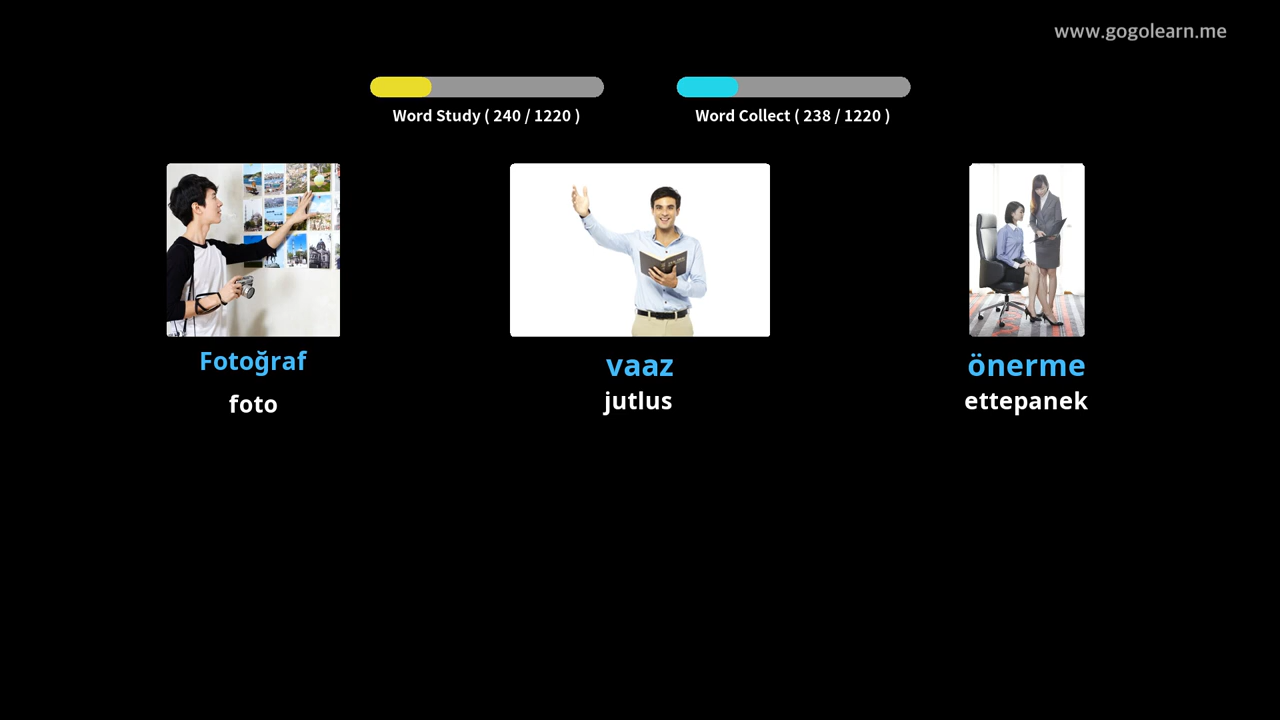 www.gogolearn.me
Word Study ( 240 / 1220 )
Word Collect ( 238 / 1220 )
Fotoğraf
foto
vaaz
jutlus
önerme
ettepanek